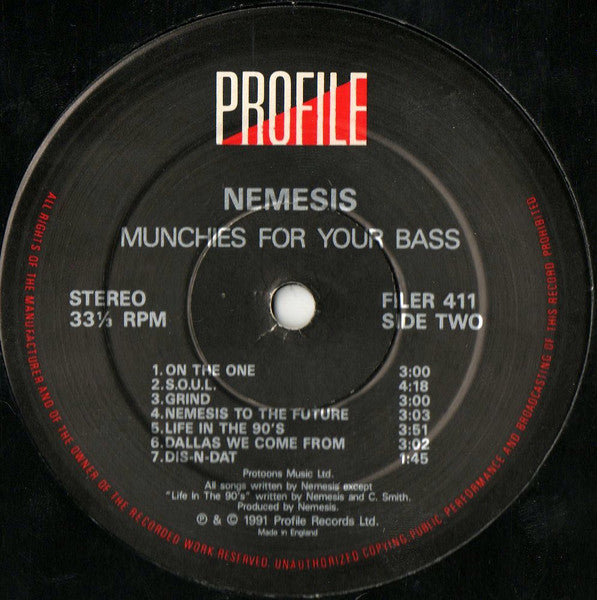 PROFILE
NEMESIS
MUNCHIES FOR YOUR BASS
STEREO
33⅓ RPM
FILER 411
SIDE TWO
1. ON THE ONE 3:00
2. S.O.U.L. 4:18
3. GRIND 3:00
4. NEMESIS TO THE FUTURE 3:03
5. LIFE IN THE 90'S 3:51
6. DALLAS WE COME FROM 3:02
7. DIS-N-DAT 1:45
Protoons Music Ltd.
All songs written by Nemesis except
"Life In The 90's" written by Nemesis and C. Smith.
Produced by Nemesis.
℗ & © 1991 Profile Records Ltd.
Made in England
ALL RIGHTS OF THE MANUFACTURER AND OF THE OWNER OF THE RECORDED WORK RESERVED. UNAUTHORIZED COPYING, PUBLIC PERFORMANCE AND BROADCASTING OF THIS RECORD PROHIBITED